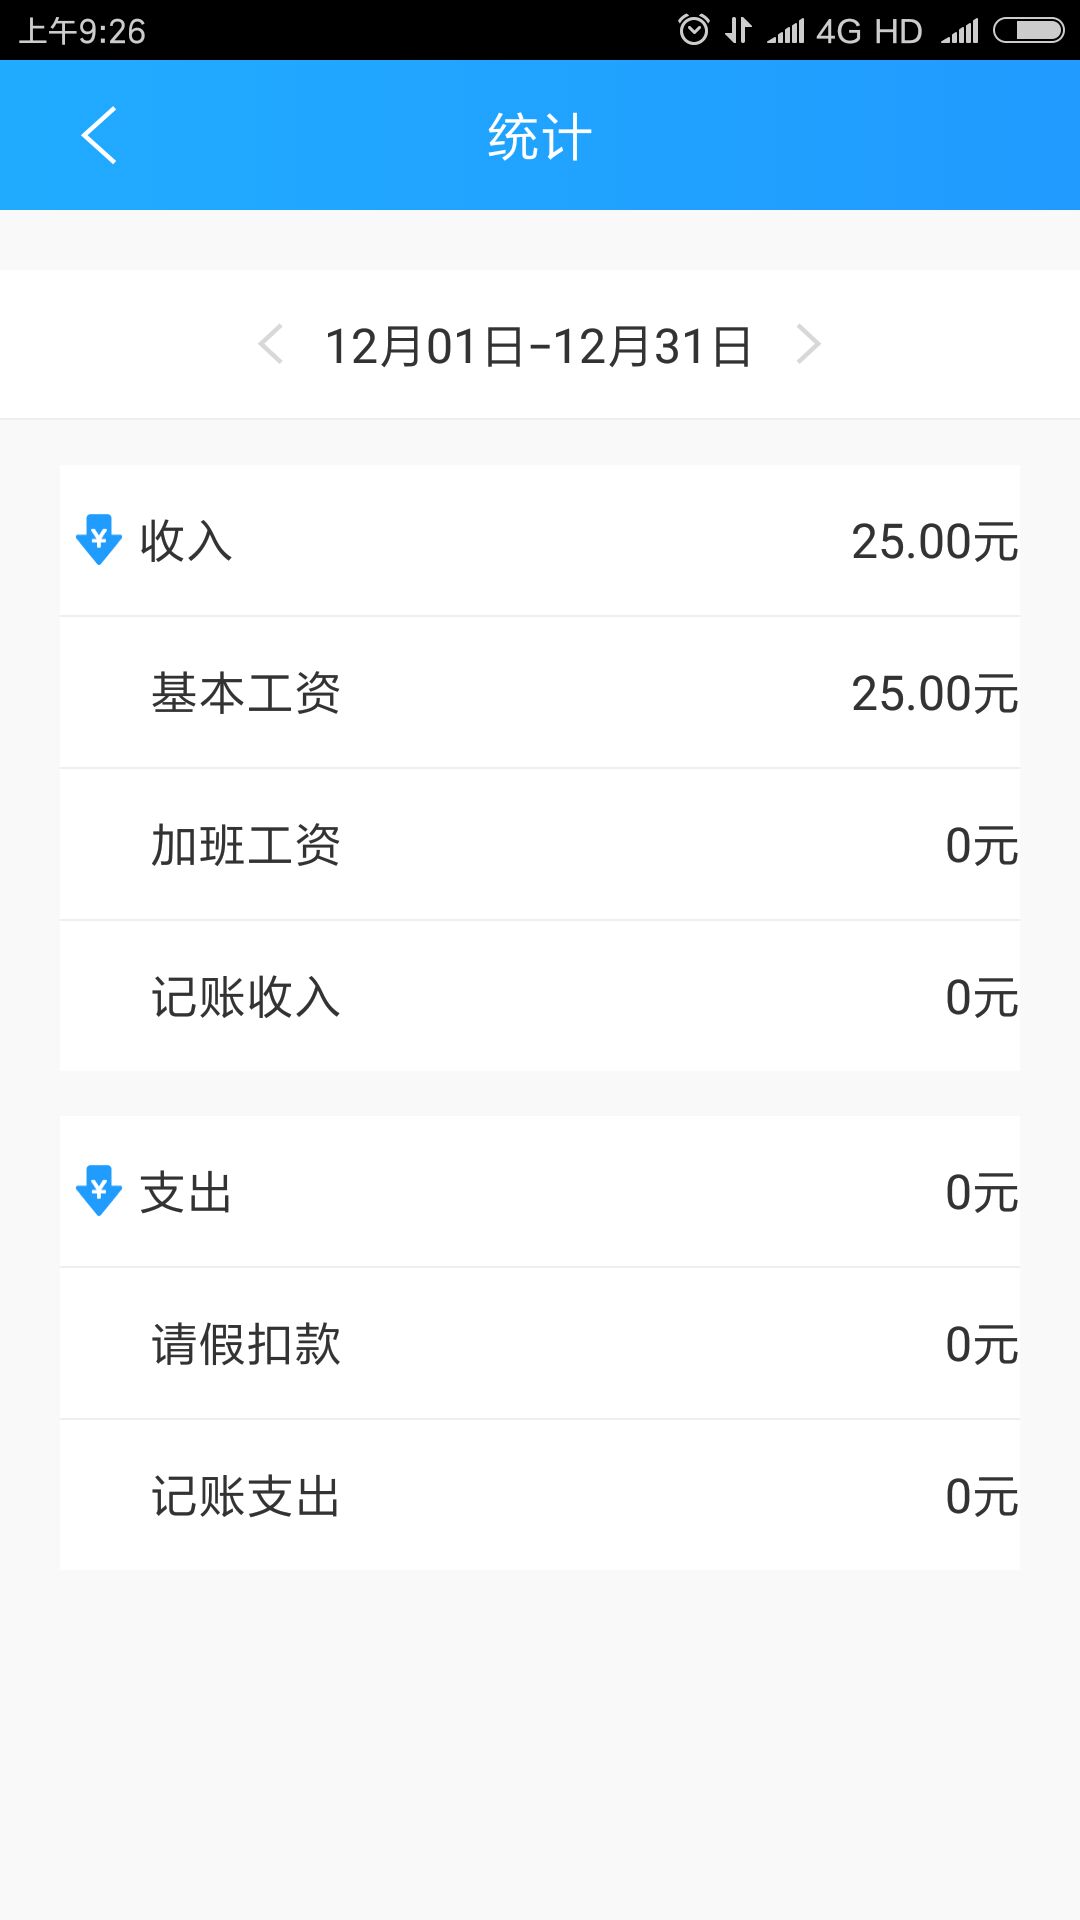 上午9:26 4G HD
统计
12月01日-12月31日
收入 25.00元
基本工资 25.00元
加班工资 0元
记账收入 0元
支出 0元
请假扣款 0元
记账支出 0元